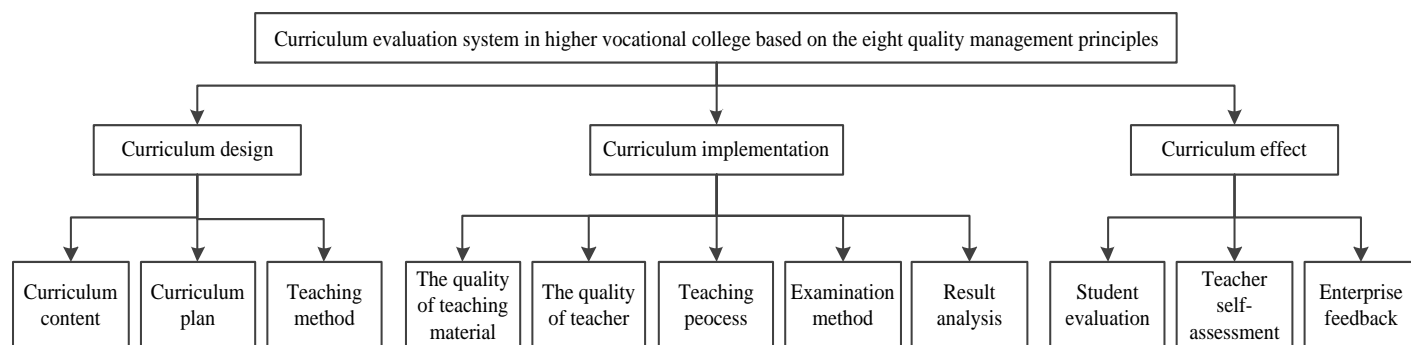 Curriculum evaluation system in higher vocational college based on the eight quality management principles
Curriculum design
Curriculum implementation
Curriculum effect
Curriculum
content
Curriculum
plan
Teaching
method
The quality
of teaching
material
The quality
of teacher
Teaching
peocess
Examination
method
Result
analysis
Student
evaluation
Teacher
self-
assessment
Enterprise
feedback